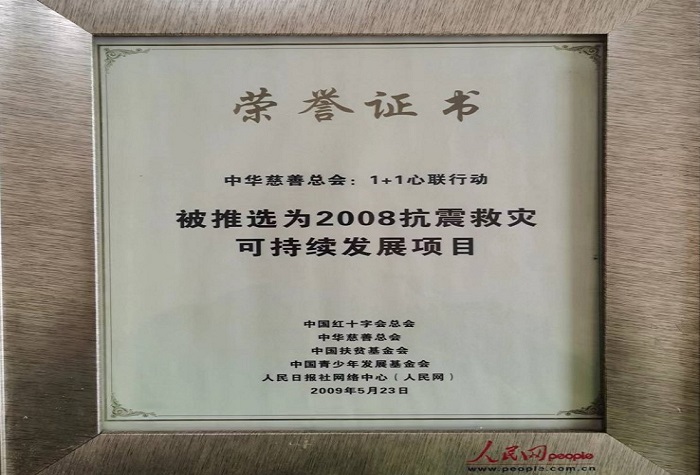 荣誉证书
中华慈善总会：1+1心联行动
被推选为2008抗震救灾
可持续发展项目
中国红十字会总会
中华慈善总会
中国扶贫基金会
中国青少年发展基金会
人民日报社网络中心（人民网）
2009年5月23日
人民网people
www.people.com.cn